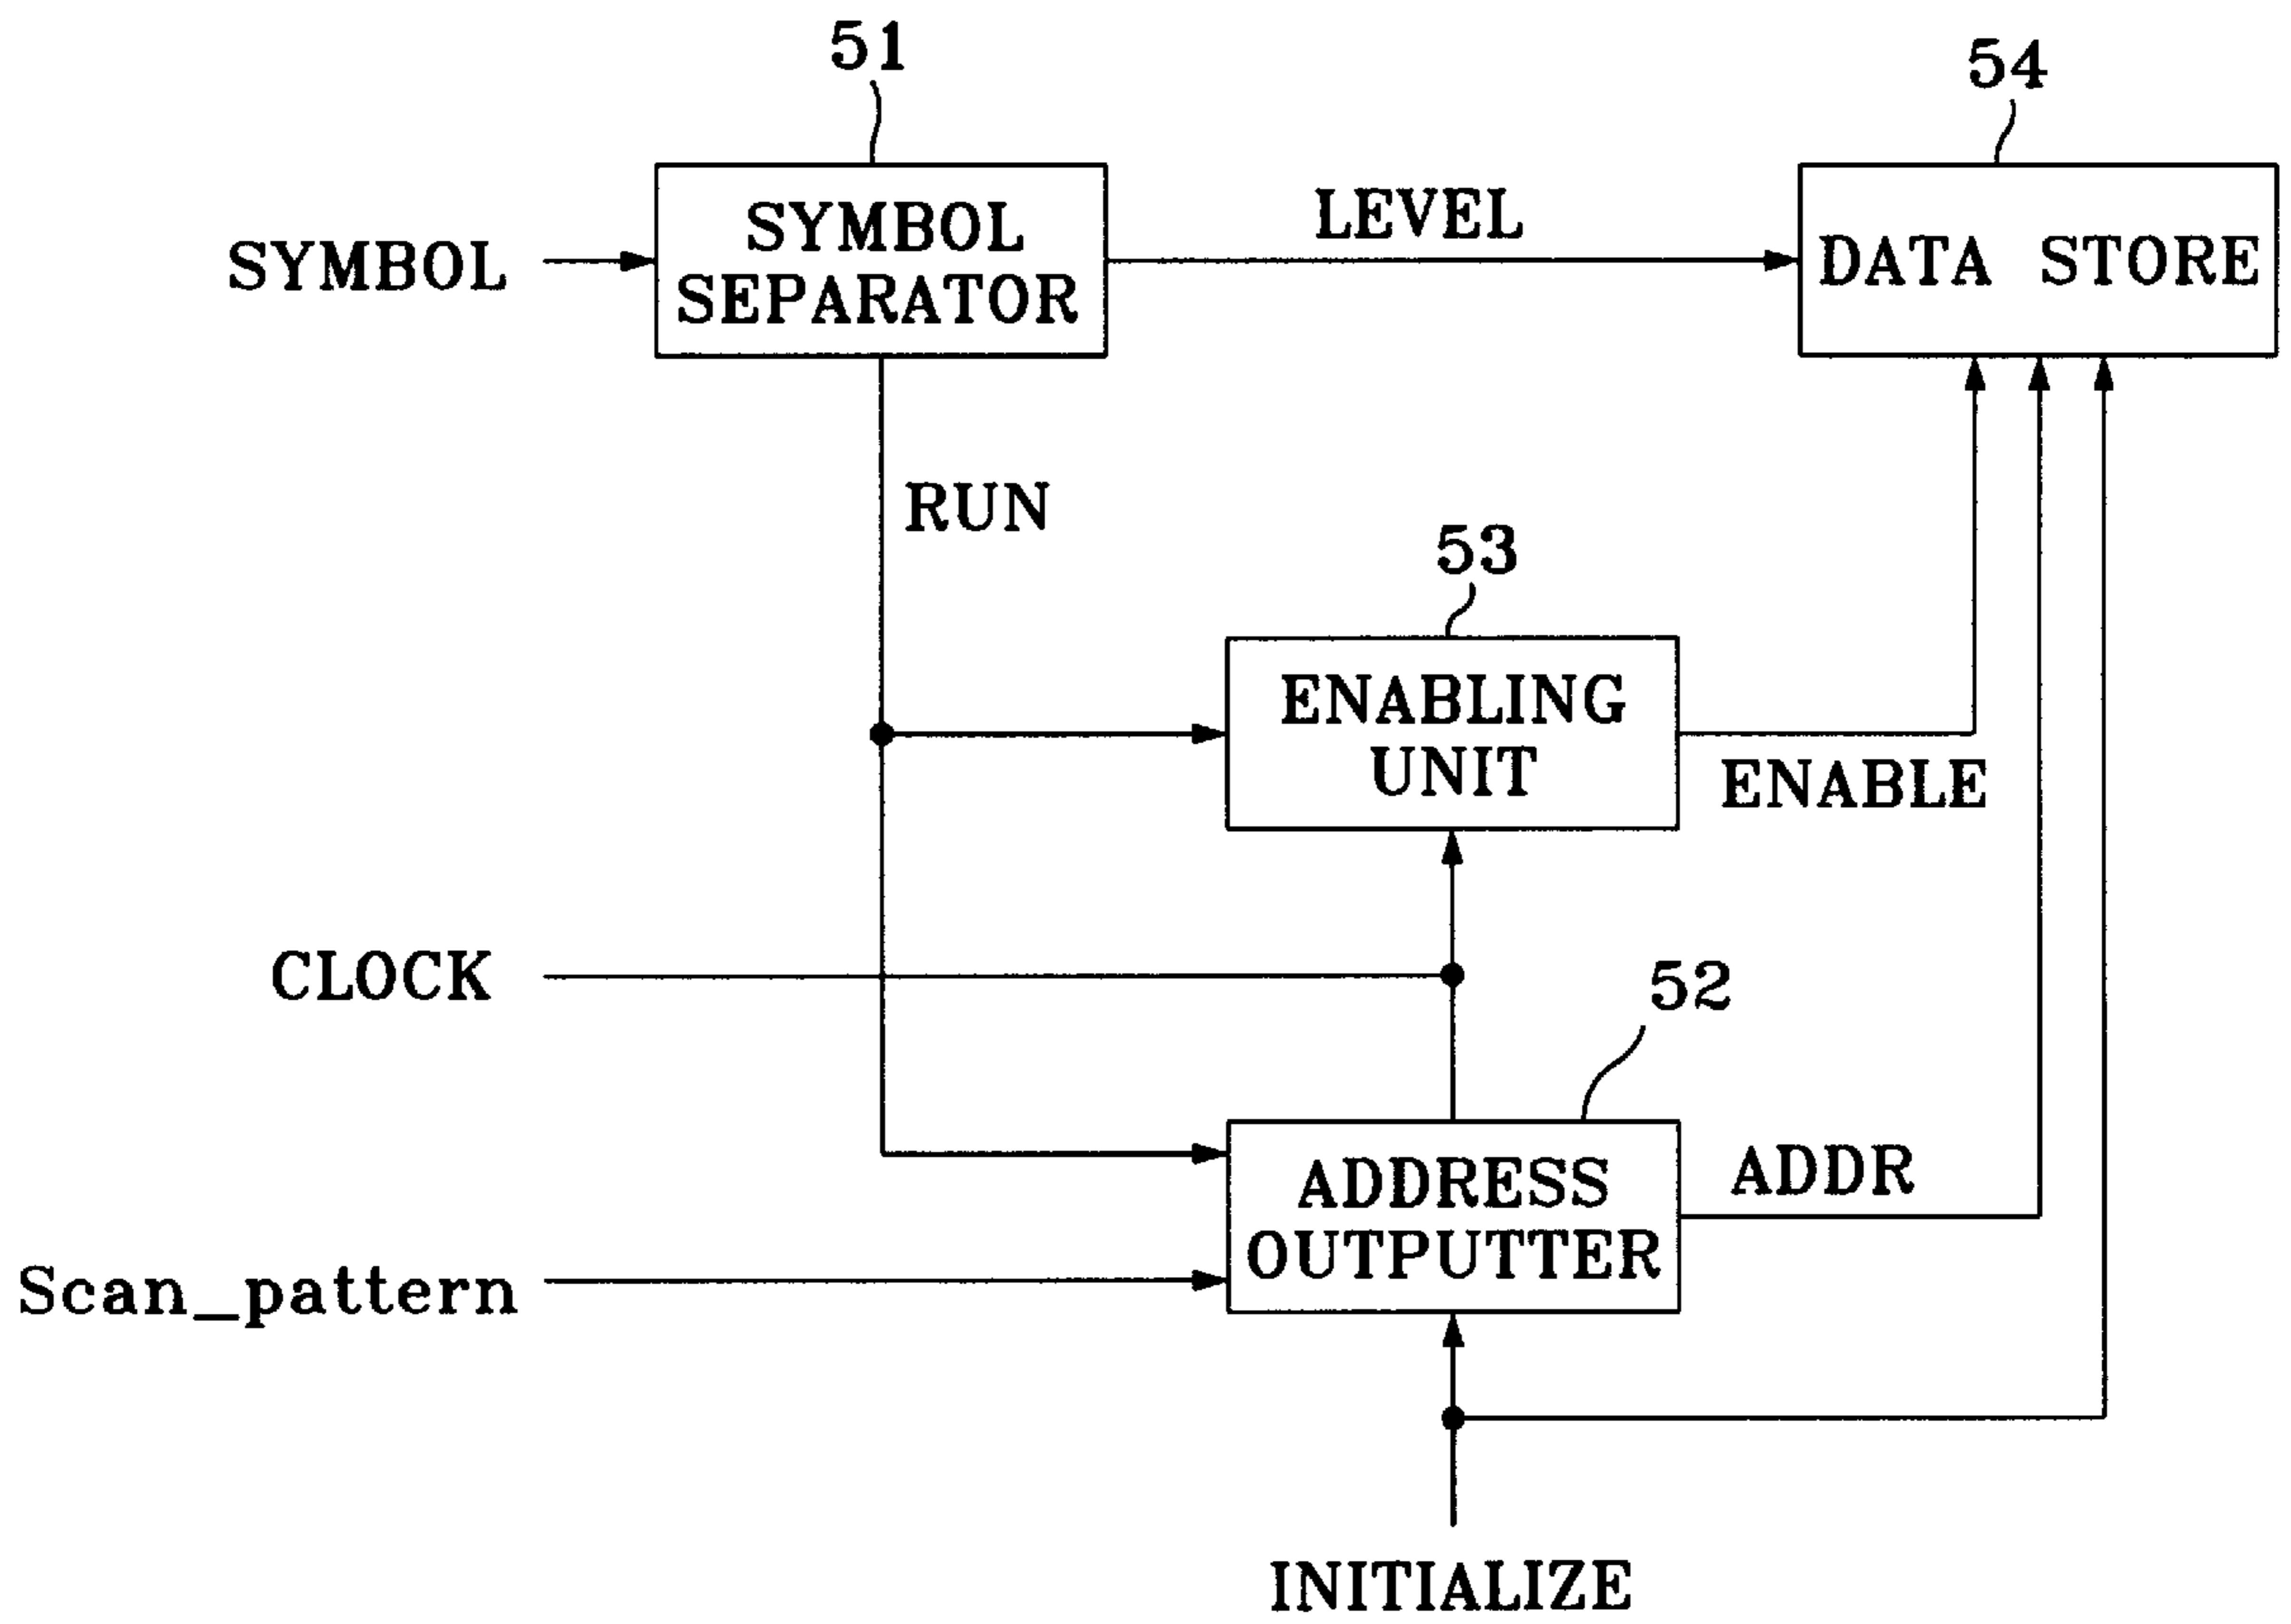 51
54
SYMBOL
SYMBOL
SEPARATOR
LEVEL
DATA STORE
RUN
53
ENABLING
UNIT
ENABLE
CLOCK
52
ADDRESS
OUTPUTTER
ADDR
Scan_pattern
INITIALIZE